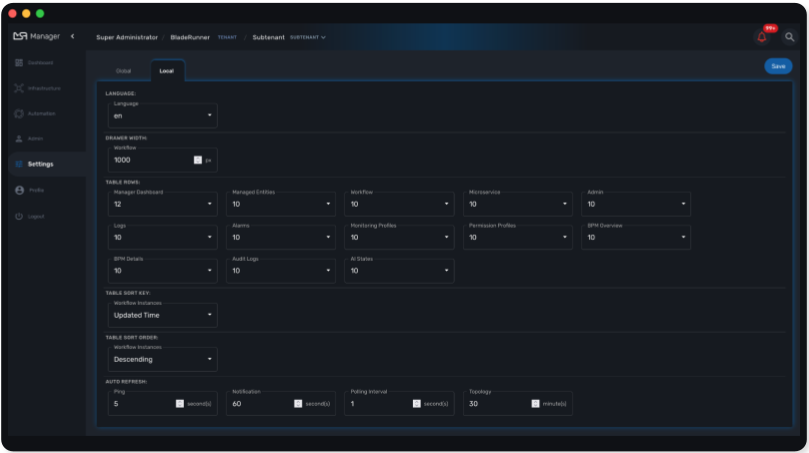 99+
MSA Manager
Super Administrator / BladeRunner TENANT / Subtenant SUBTENANT
Dashboard
Infrastructure
Automation
Admin
Settings
Profile
Logout
Global
Local
Save
LANGUAGE:
Language
en
DRAWER WIDTH:
Workflow
1000 px
TABLE ROWS:
Manager Dashboard Managed Entities Workflow Microservice Admin
12 10 10 10 10
Logs Alarms Monitoring Profiles Permission Profiles BPM Overview
10 10 10 10 10
BPM Details Audit Logs AI States
10 10 10
TABLE SORT KEY:
Workflow Instances
Updated Time
TABLE SORT ORDER:
Workflow Instances
Descending
AUTO REFRESH:
Ping Notification Polling Interval Topology
5 second(s) 60 second(s) 1 second(s) 30 minute(s)